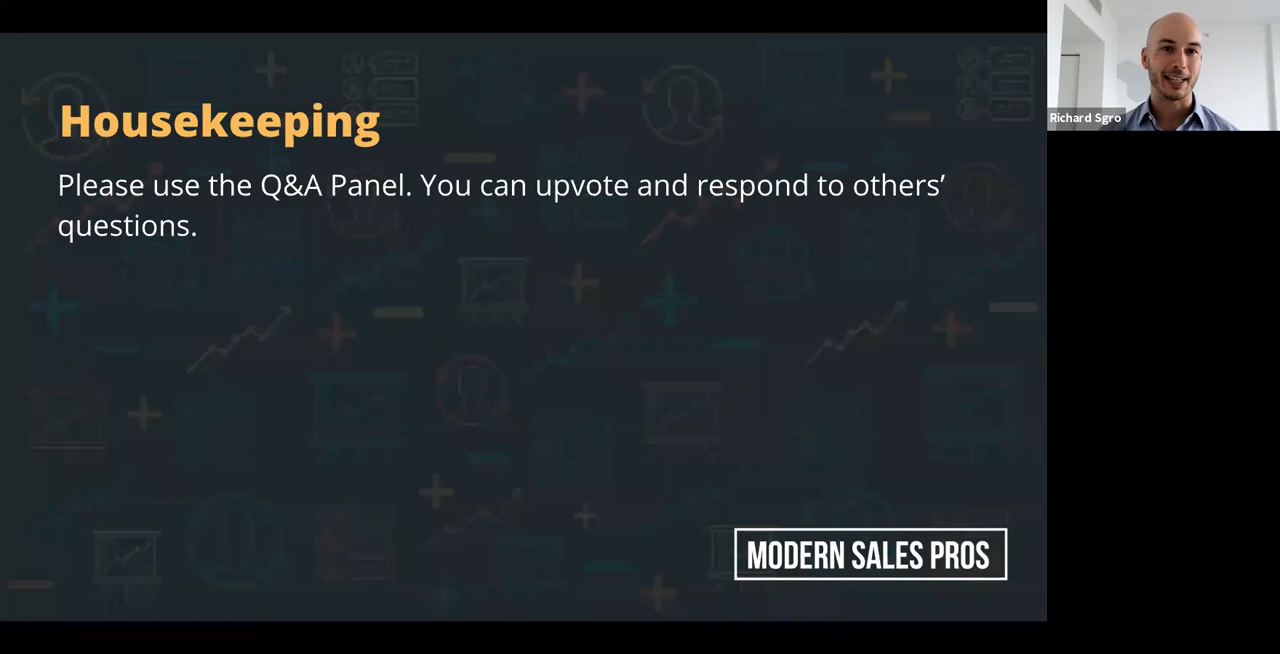 Housekeeping
Please use the Q&A Panel. You can upvote and respond to others’
questions.
MODERN SALES PROS
Richard Sgro